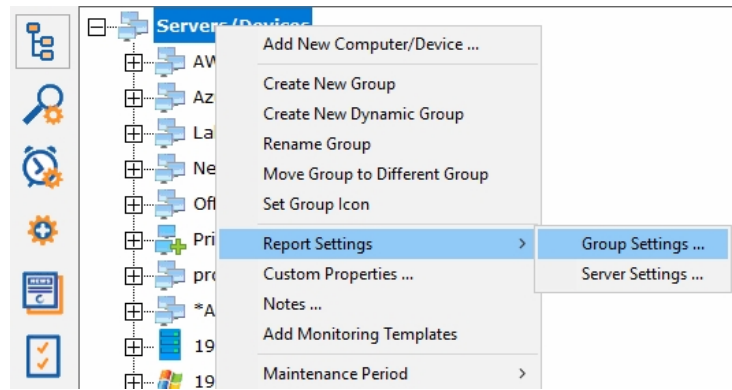 Servers/Devices
Add New Computer/Device ...
AW
Create New Group
Az
Create New Dynamic Group
La
Rename Group
Ne
Move Group to Different Group
Off
Set Group Icon
Pri
Report Settings
Group Settings ...
pro
Custom Properties ...
Server Settings ...
*A
Notes ...
Add Monitoring Templates
19
Maintenance Period
19
NEWS